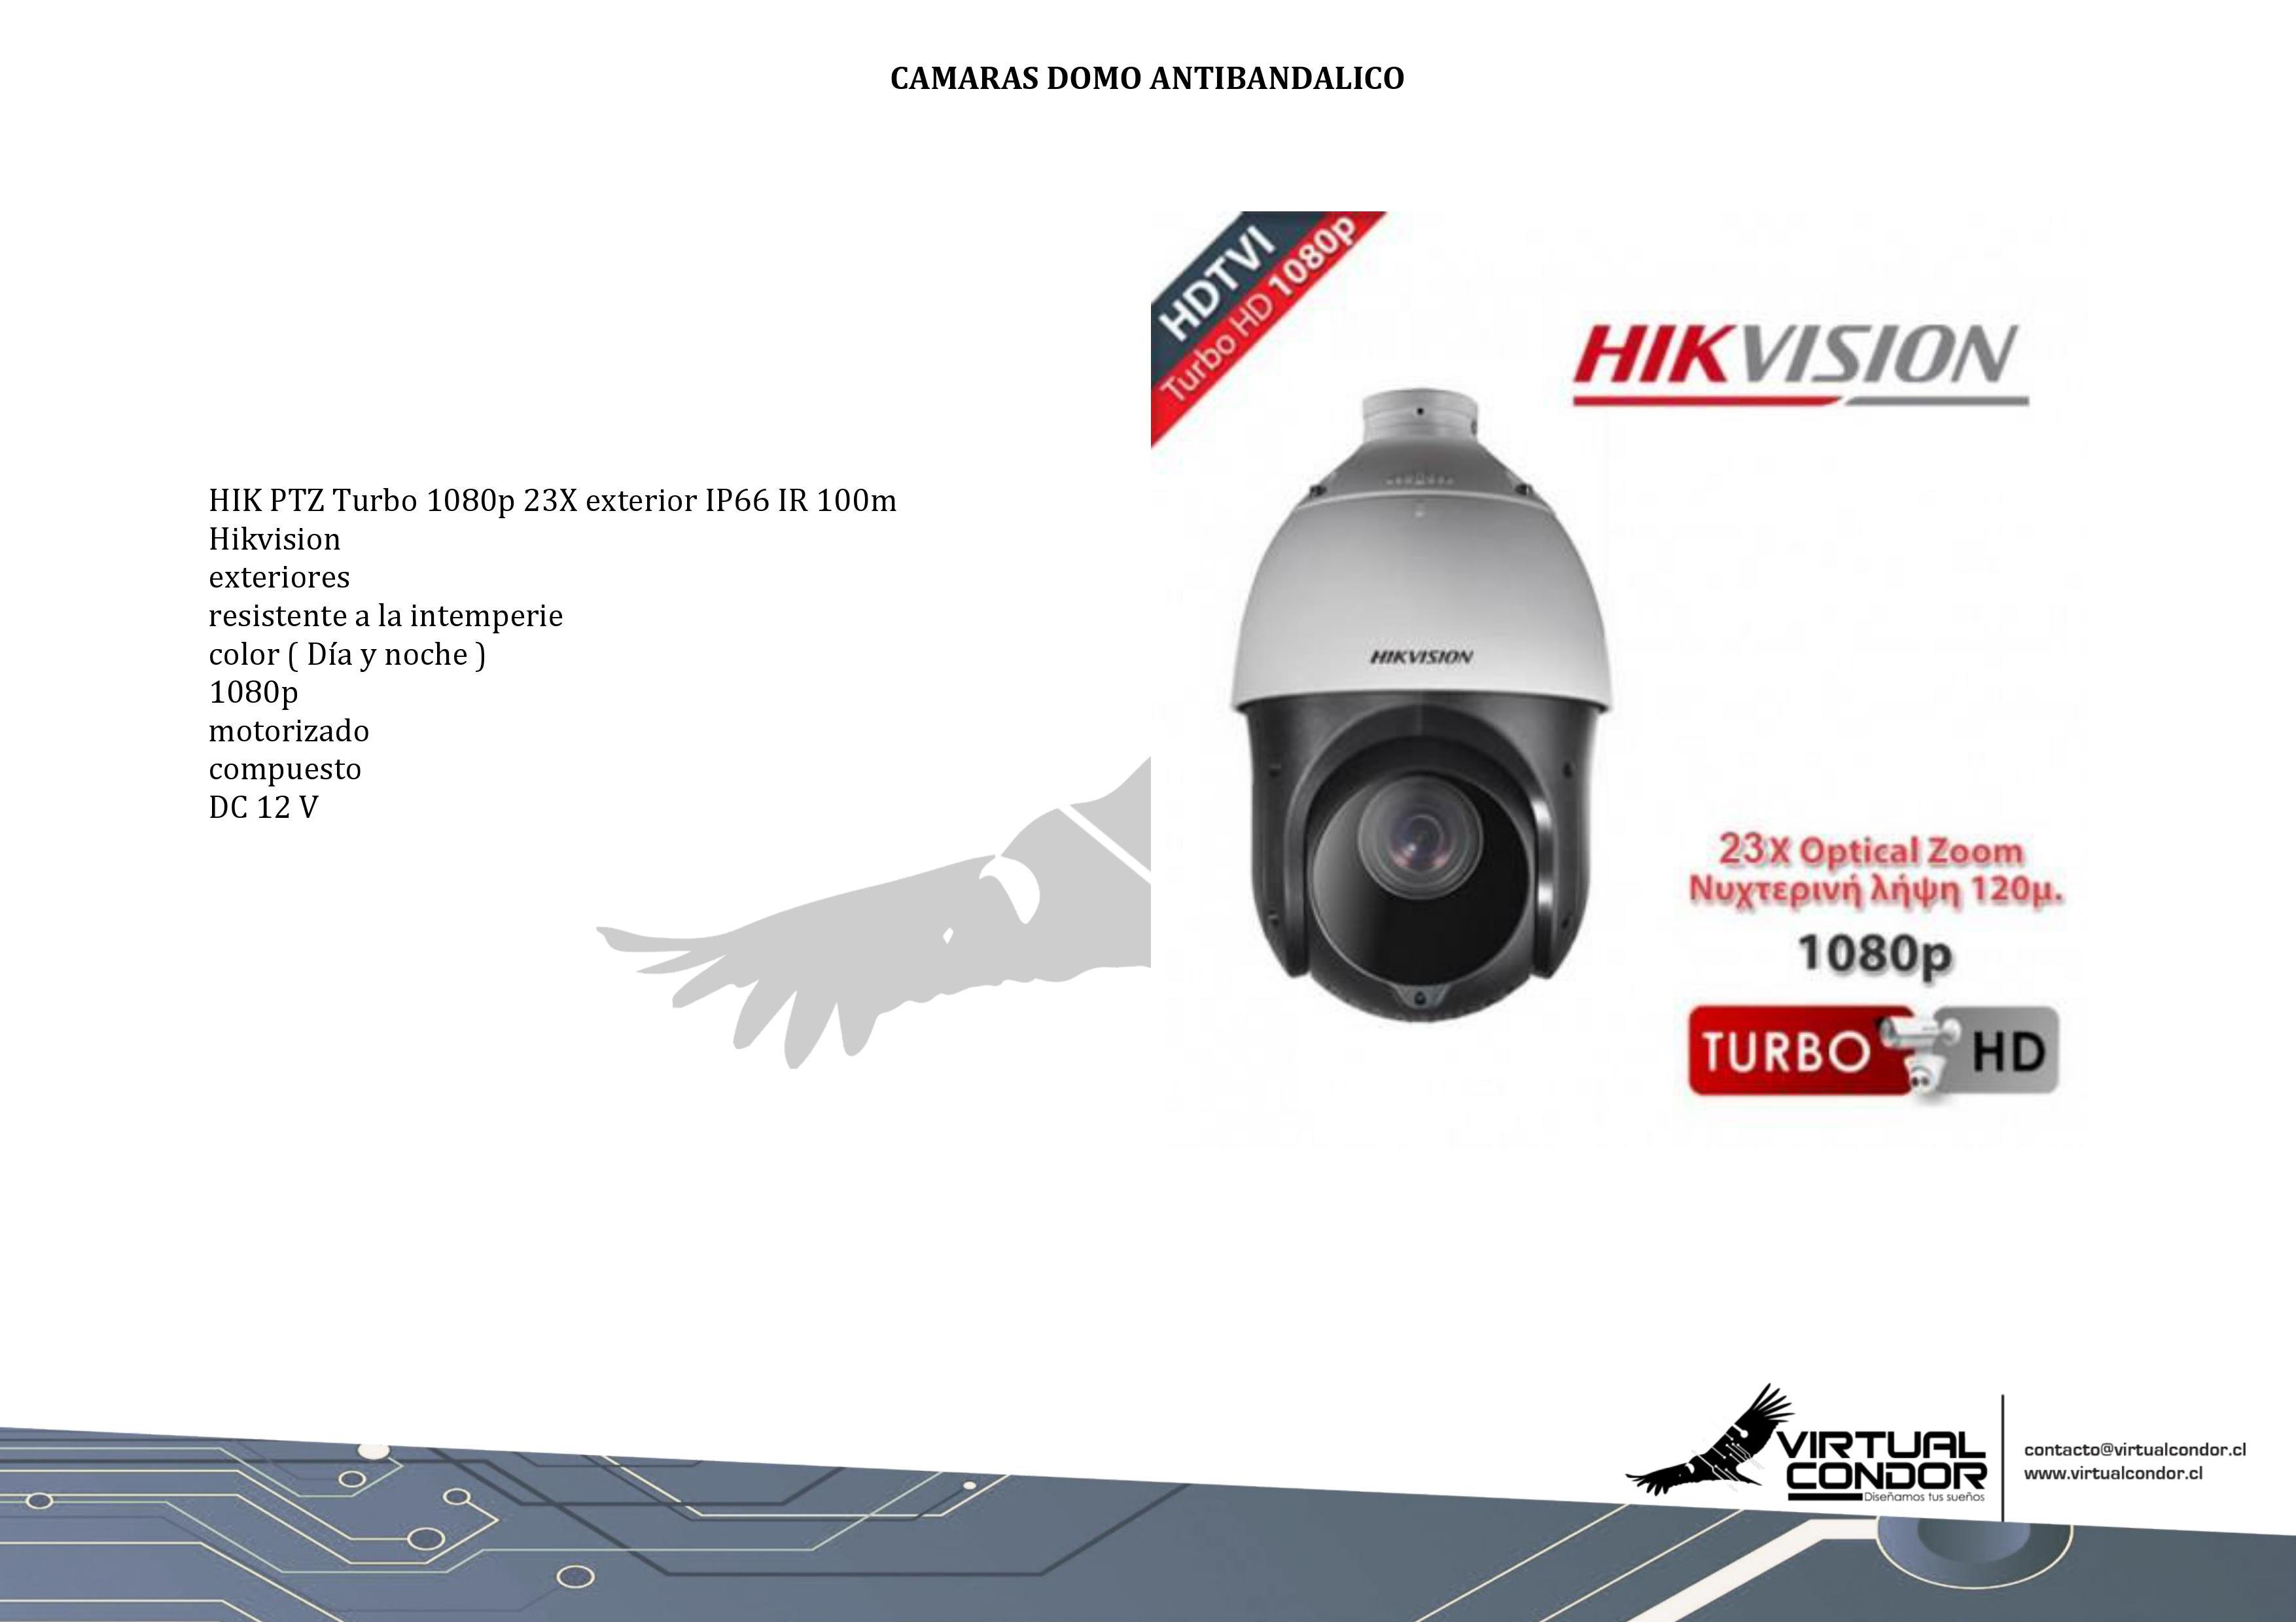 CAMARAS DOMO ANTIBANDALICO
HIK PTZ Turbo 1080p 23X exterior IP66 IR 100m
Hikvision
exteriores
resistente a la intemperie
color ( Día y noche )
1080p
motorizado
compuesto
DC 12 V
HDTVI
Turbo HD 1080p
HIKVISION
HIKVISION
23X Optical Zoom
Νυχτερινή λήψη 120μ.
1080p
TURBO HD
VIRTUAL
CONDOR
Diseñamos tus sueños
contacto@virtualcondor.cl
www.virtualcondor.cl